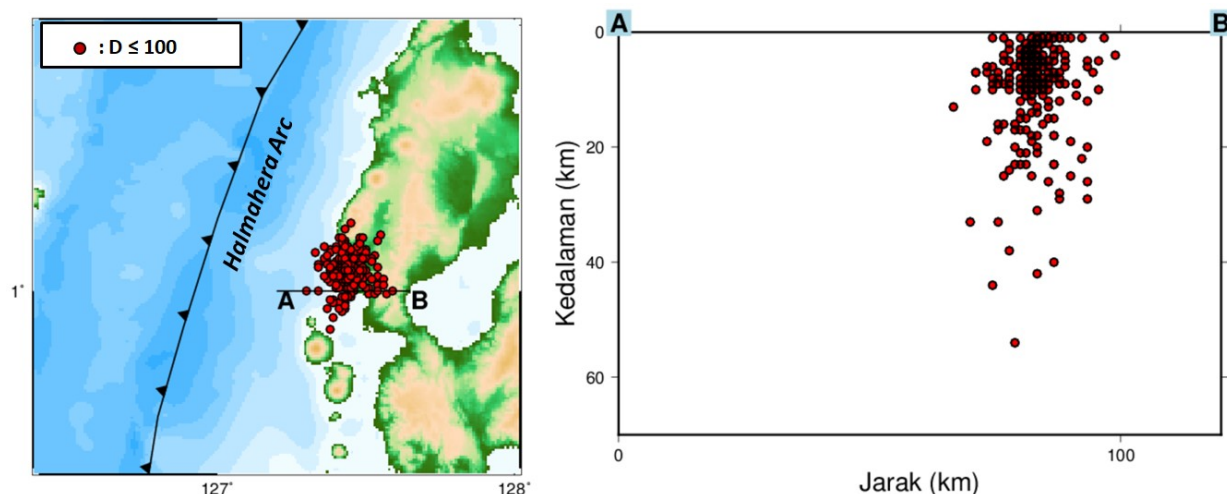 : D ≤ 100
Halmahera Arc
1°
A
B
127°
128°
A
B
0
20
40
60
Kedalaman (km)
0
100
Jarak (km)